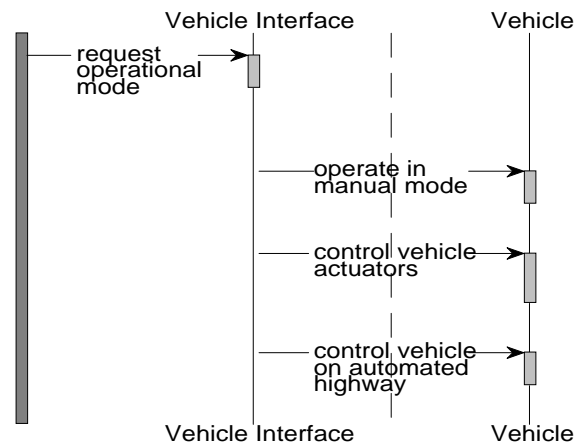 Vehicle Interface
Vehicle
request
operational
mode
operate in
manual mode
control vehicle
actuators
control vehicle
on automated
highway
Vehicle Interface
Vehicle